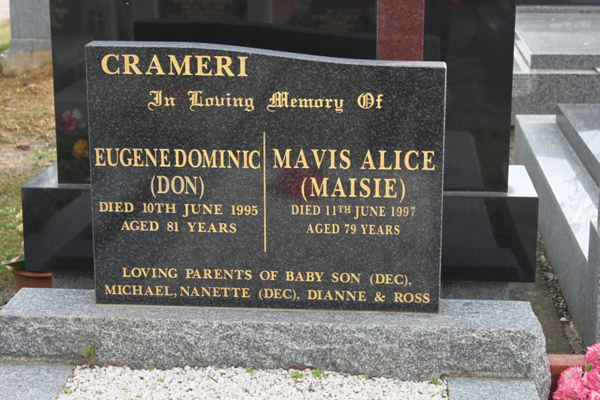 CRAMERI
In Loving Memory Of
EUGENE DOMINIC
(DON)
DIED 10TH JUNE 1995
AGED 81 YEARS
MAVIS ALICE
(MAISIE)
DIED 11TH JUNE 1997
AGED 79 YEARS
LOVING PARENTS OF BABY SON (DEC),
MICHAEL, NANETTE (DEC), DIANNE & ROSS